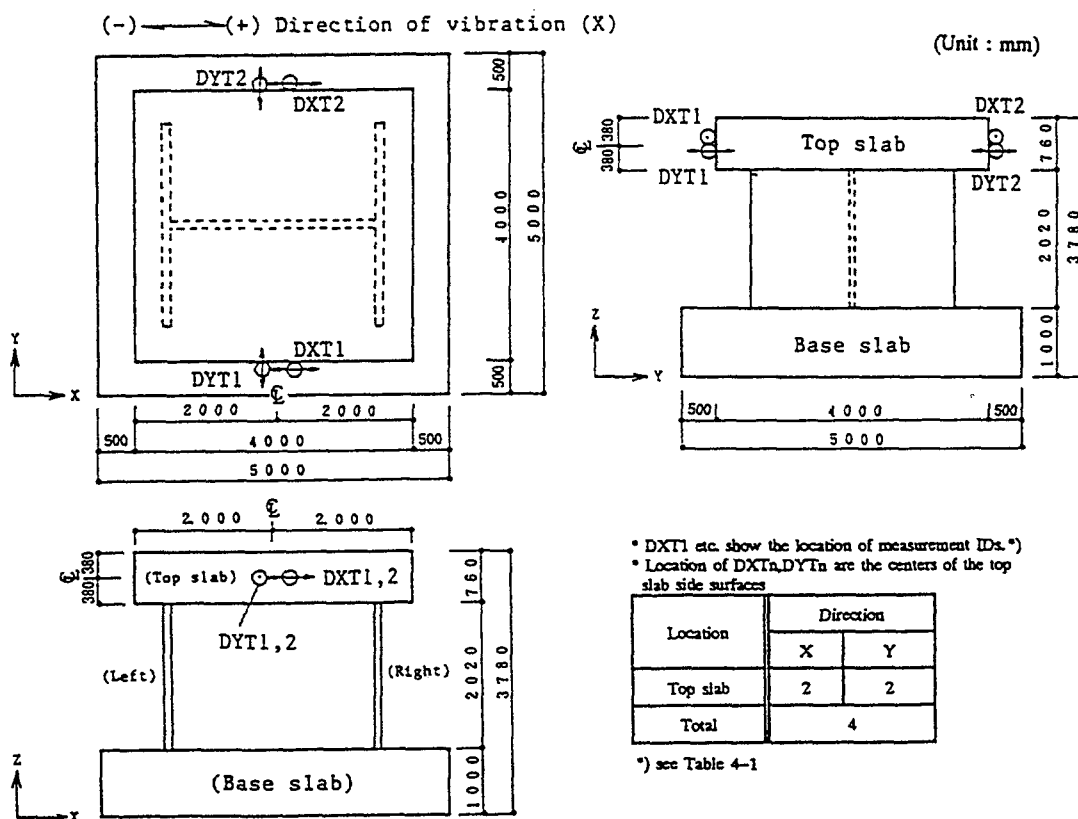 (-) (+) Direction of vibration (X)
(Unit : mm)
DYT2
DXT2
500
4000
5000
500
Y
X
DXT1
DYT1
℄
2000 2000
500 4000 500
5000
DXT1
DXT2
℄
380 380
Top slab
760
DYT1
DYT2
2020
3780
Z
Y
Base slab
1000
500 4000 500
5000
℄
2.000 2.000
℄
380 380
(Top slab)
DXT1,2
760
DYT1,2
(Left)
(Right)
2020
3780
Z
X
(Base slab)
1000
* DXT1 etc. show the location of measurement IDs.*)
* Location of DXTn,DYTn are the centers of the top
slab side surfaces
Location Direction
X Y
Top slab 2 2
Total 4
*) see Table 4-1